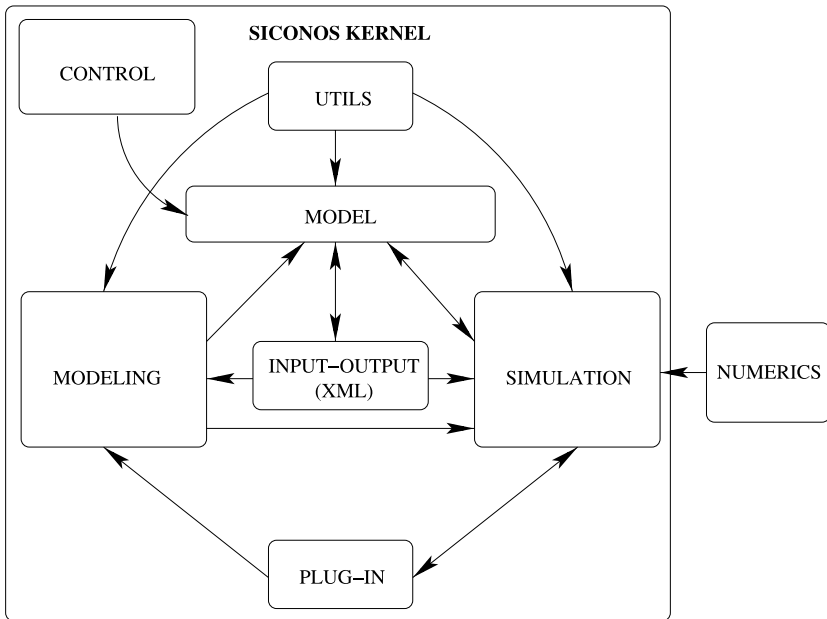 SICONOS KERNEL
CONTROL
UTILS
MODEL
MODELING
INPUT−OUTPUT
(XML)
SIMULATION
NUMERICS
PLUG−IN